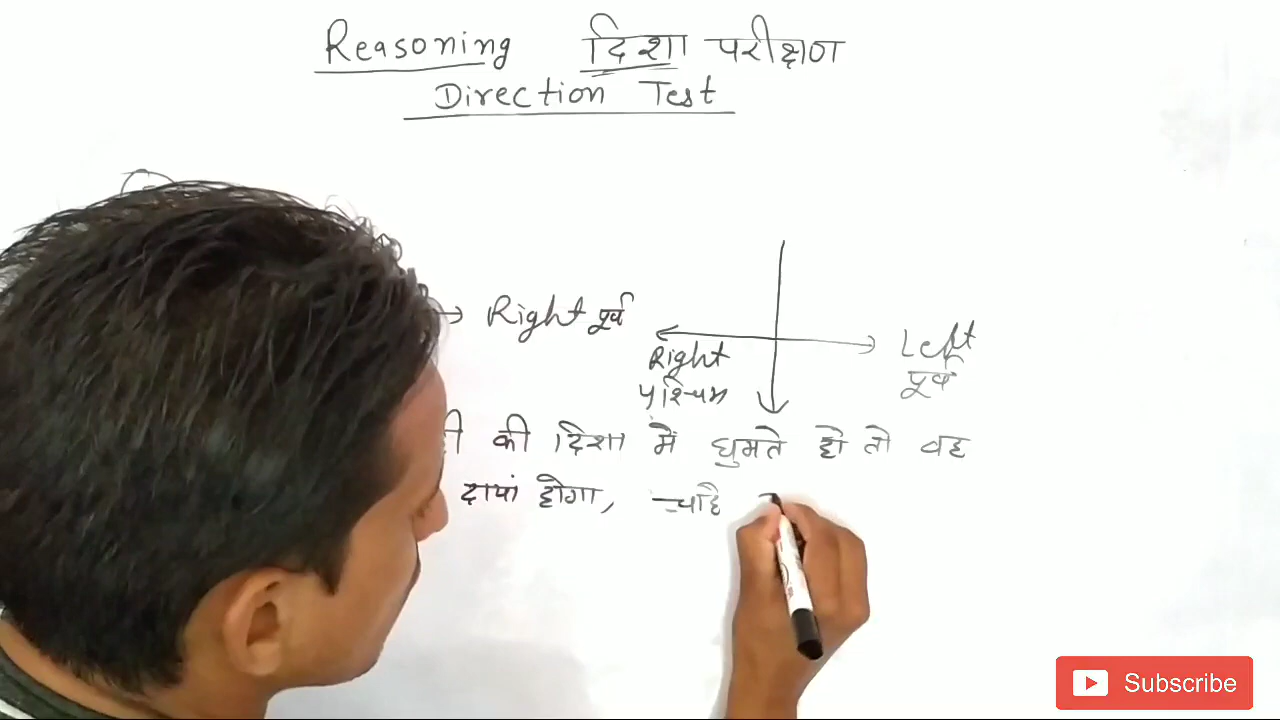 Reasoning दिशा परीक्षण
Direction Test
Right पूर्व
Left
पूर्व
Right
पश्चिम
की दिशा में घुमते हो तो वह
दायां होगा, चाहे
Subscribe